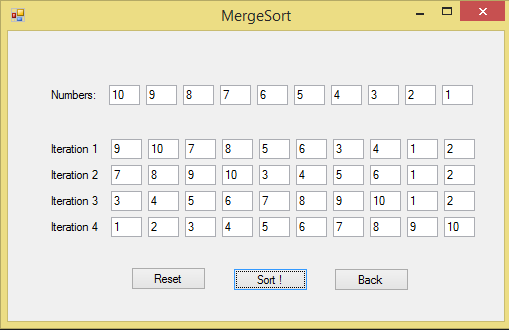 MergeSort
Numbers: 10 9 8 7 6 5 4 3 2 1
Iteration 1 9 10 7 8 5 6 3 4 1 2
Iteration 2 7 8 9 10 3 4 5 6 1 2
Iteration 3 3 4 5 6 7 8 9 10 1 2
Iteration 4 1 2 3 4 5 6 7 8 9 10
Reset Sort ! Back